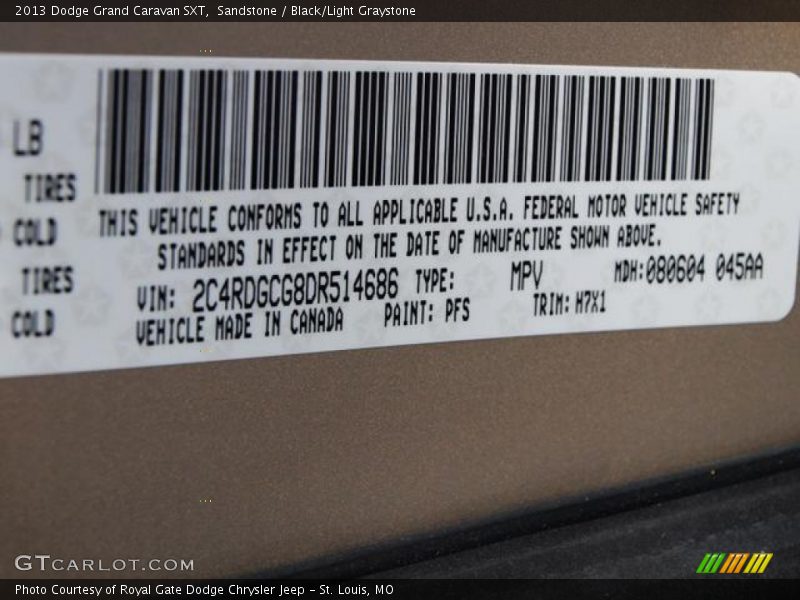 2013 Dodge Grand Caravan SXT,  Sandstone / Black/Light Graystone
LB
TIRES
COLD
TIRES
COLD
THIS VEHICLE CONFORMS TO ALL APPLICABLE U.S.A. FEDERAL MOTOR VEHICLE SAFETY
STANDARDS IN EFFECT ON THE DATE OF MANUFACTURE SHOWN ABOVE.
VIN: 2C4RDGCG8DR514686 TYPE: MPV MDH:080604 045AA
VEHICLE MADE IN CANADA PAINT: PFS TRIM: H7X1
GTCARLOT.COM
Photo Courtesy of Royal Gate Dodge Chrysler Jeep - St. Louis, MO